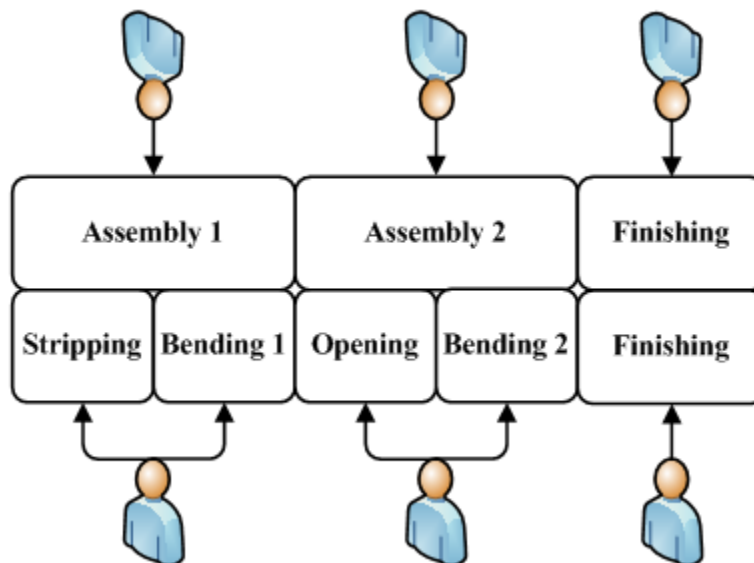 Assembly 1
Assembly 2
Finishing
Stripping
Bending 1
Opening
Bending 2
Finishing